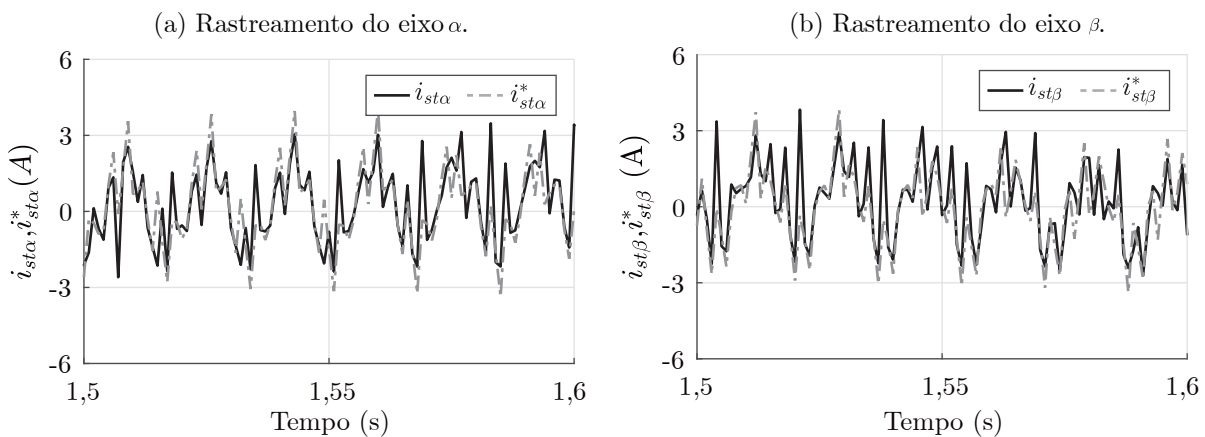 (a) Rastreamento do eixo α.
6
3
0
-3
-6
i_{stα},i^*_{stα}(A)
i_{stα}
i^*_{stα}
1,5
1,55
1,6
Tempo (s)
(b) Rastreamento do eixo β.
6
3
0
-3
-6
i_{stβ},i^*_{stβ} (A)
i_{stβ}
i^*_{stβ}
1,5
1,55
1,6
Tempo (s)